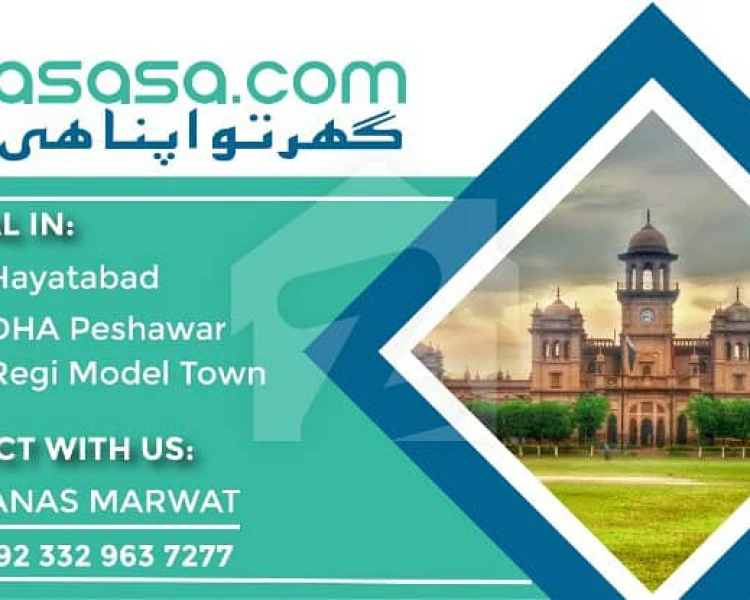 asasa.com
گھر تو اپنا ھی
L IN:
Hayatabad
DHA Peshawar
Regi Model Town
CT WITH US:
ANAS MARWAT
92 332 963 7277